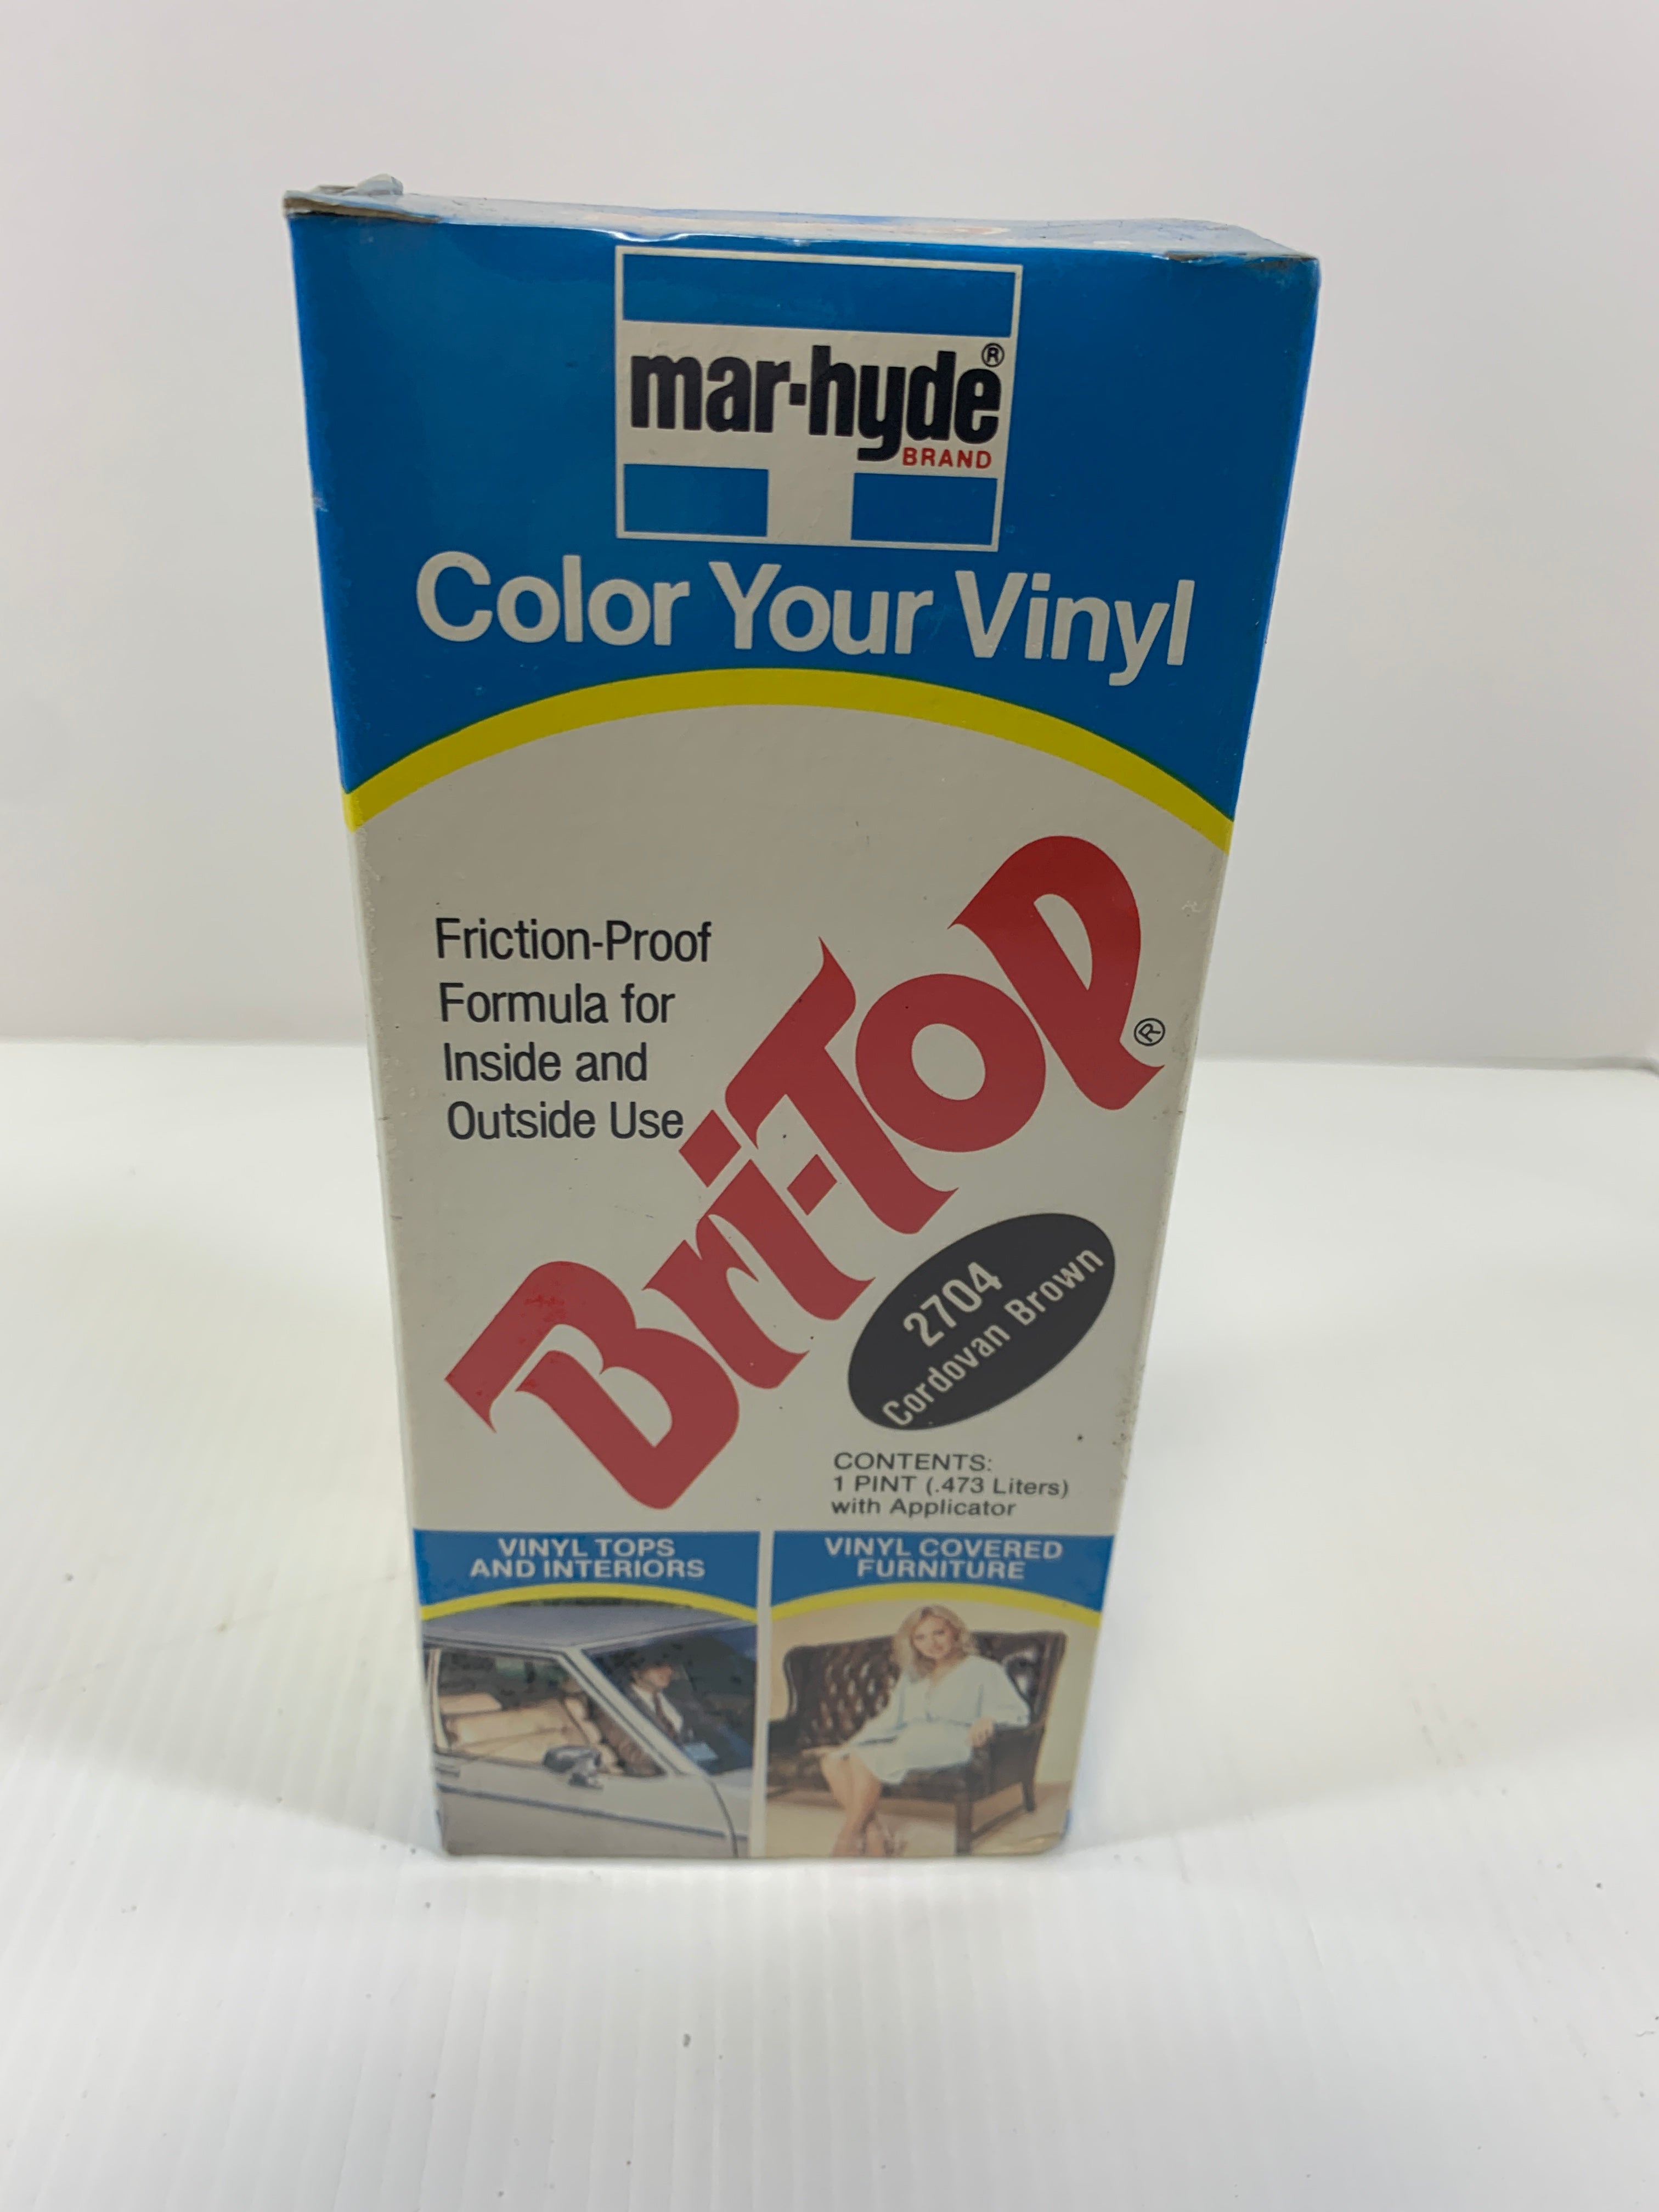 mar-hyde®
BRAND
Color Your Vinyl
Friction-Proof
Formula for
Inside and
Outside Use
Bri-Top®
2704
Cordovan Brown
CONTENTS:
1 PINT (.473 Liters)
with Applicator
VINYL TOPS
AND INTERIORS
VINYL COVERED
FURNITURE